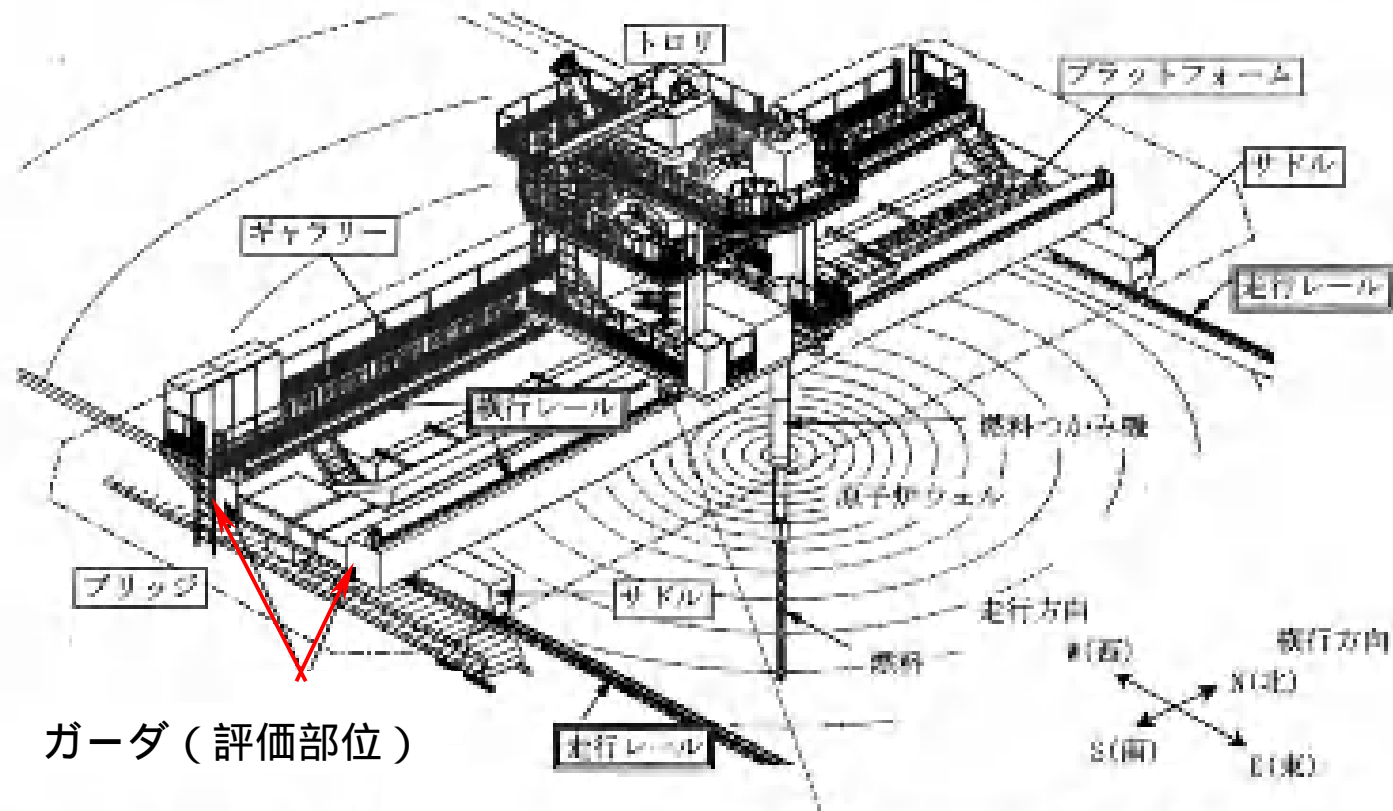 トロリ
プラットフォーム
サドル
ギャラリー
走行レール
横行レール
燃料つかみ機
原子炉ウェル
ブリッジ
サドル
走行方向
横行方向
W(西)
N(北)
燃料
S(南)
E(東)
走行レール
ガーダ(評価部位)